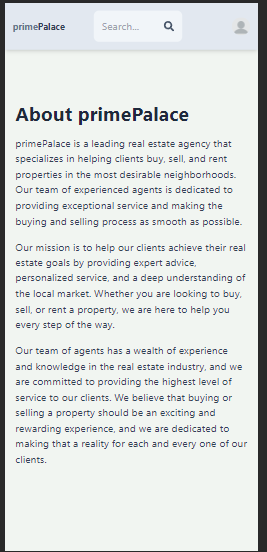 primePalace
Search...
About primePalace
primePalace is a leading real estate agency that
specializes in helping clients buy, sell, and rent
properties in the most desirable neighborhoods.
Our team of experienced agents is dedicated to
providing exceptional service and making the
buying and selling process as smooth as possible.
Our mission is to help our clients achieve their real
estate goals by providing expert advice,
personalized service, and a deep understanding of
the local market. Whether you are looking to buy,
sell, or rent a property, we are here to help you
every step of the way.
Our team of agents has a wealth of experience
and knowledge in the real estate industry, and we
are committed to providing the highest level of
service to our clients. We believe that buying or
selling a property should be an exciting and
rewarding experience, and we are dedicated to
making that a reality for each and every one of our
clients.